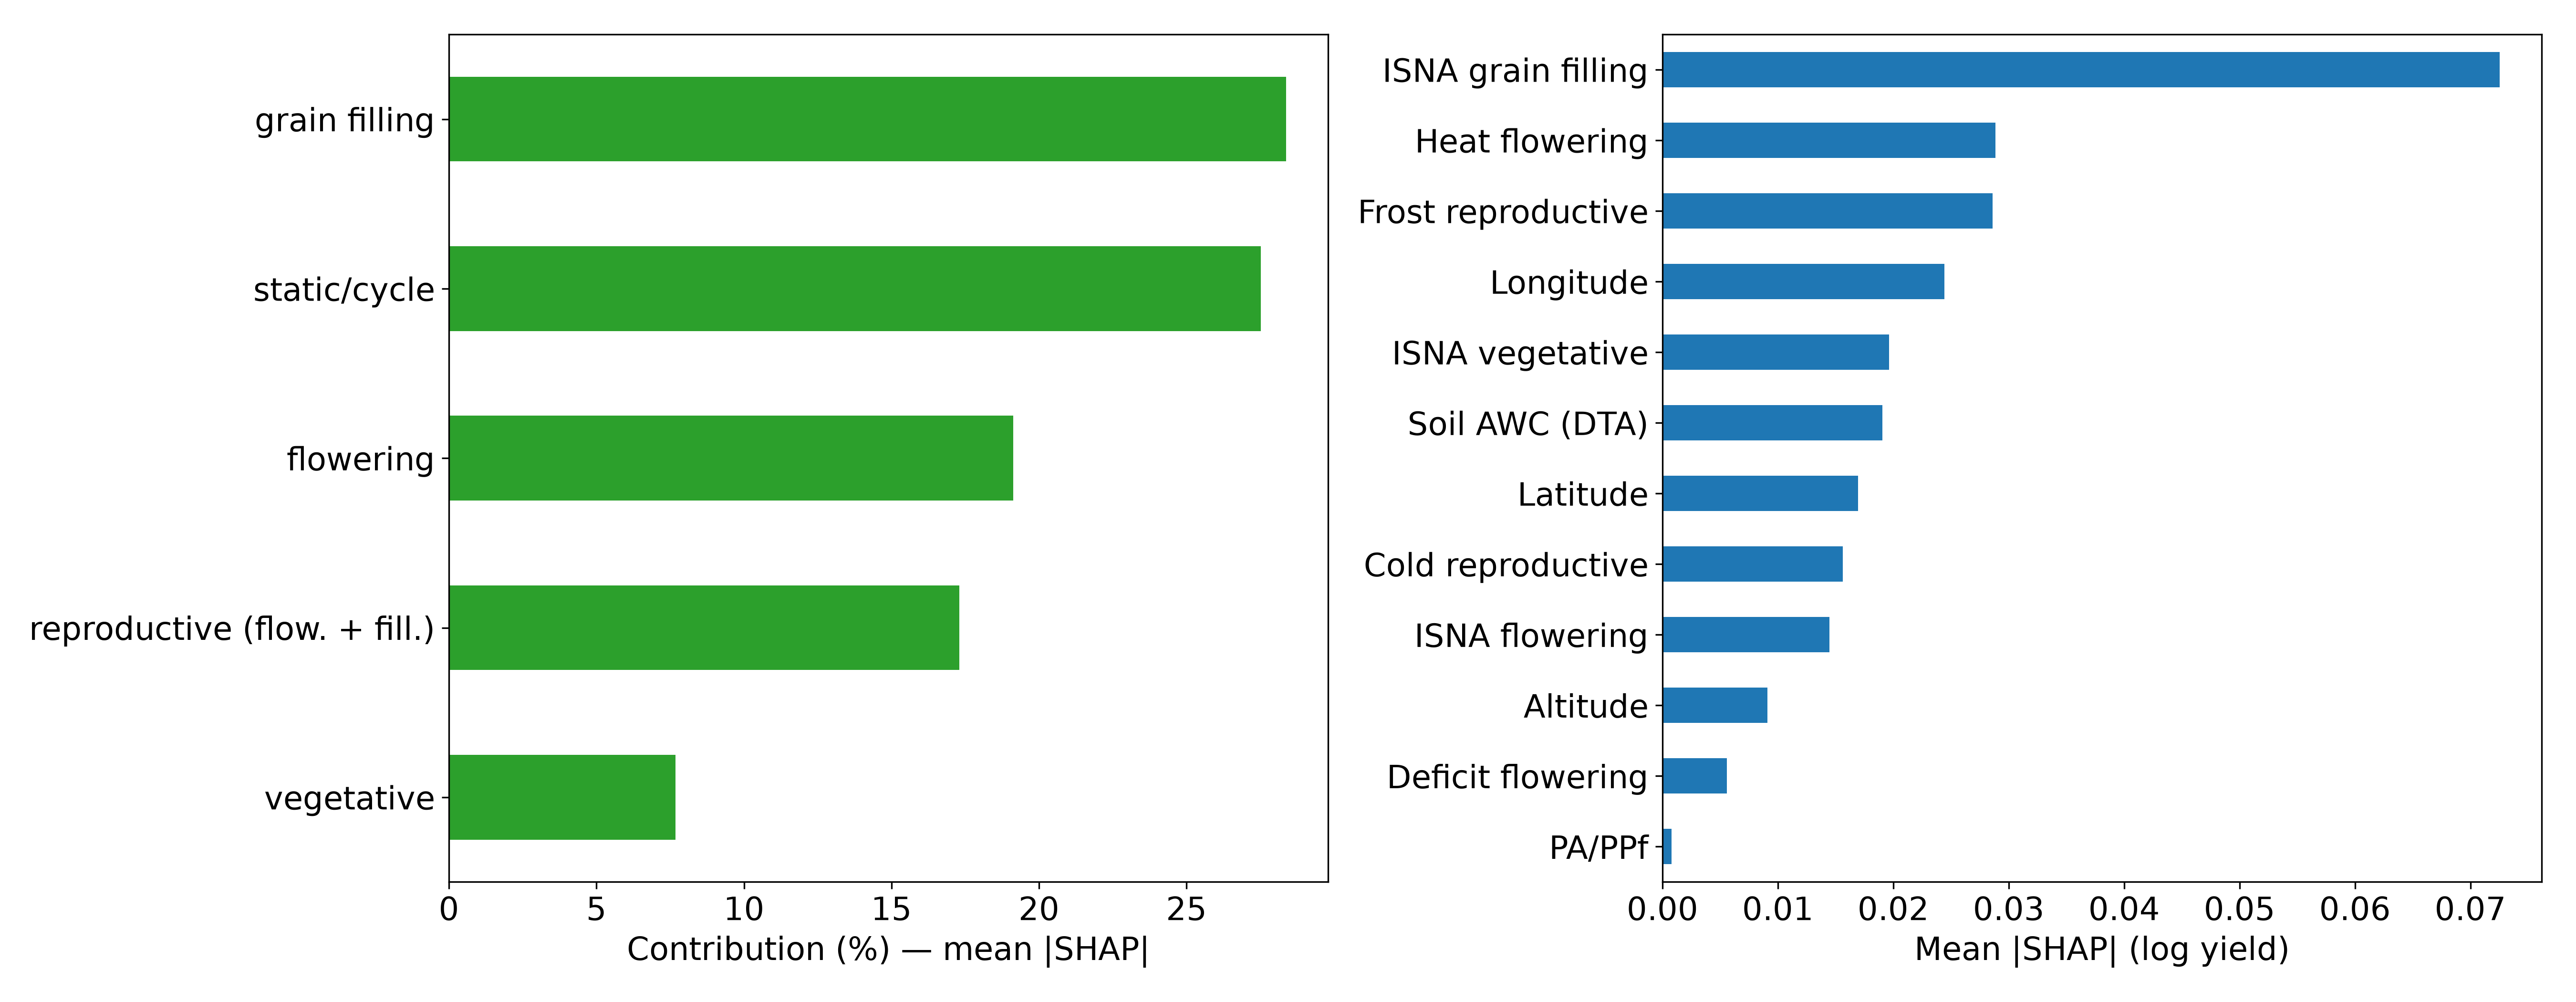 grain filling
static/cycle
flowering
reproductive (flow. + fill.)
vegetative
0 5 10 15 20 25
Contribution (%) — mean |SHAP|
ISNA grain filling
Heat flowering
Frost reproductive
Longitude
ISNA vegetative
Soil AWC (DTA)
Latitude
Cold reproductive
ISNA flowering
Altitude
Deficit flowering
PA/PPf
0.00 0.01 0.02 0.03 0.04 0.05 0.06 0.07
Mean |SHAP| (log yield)